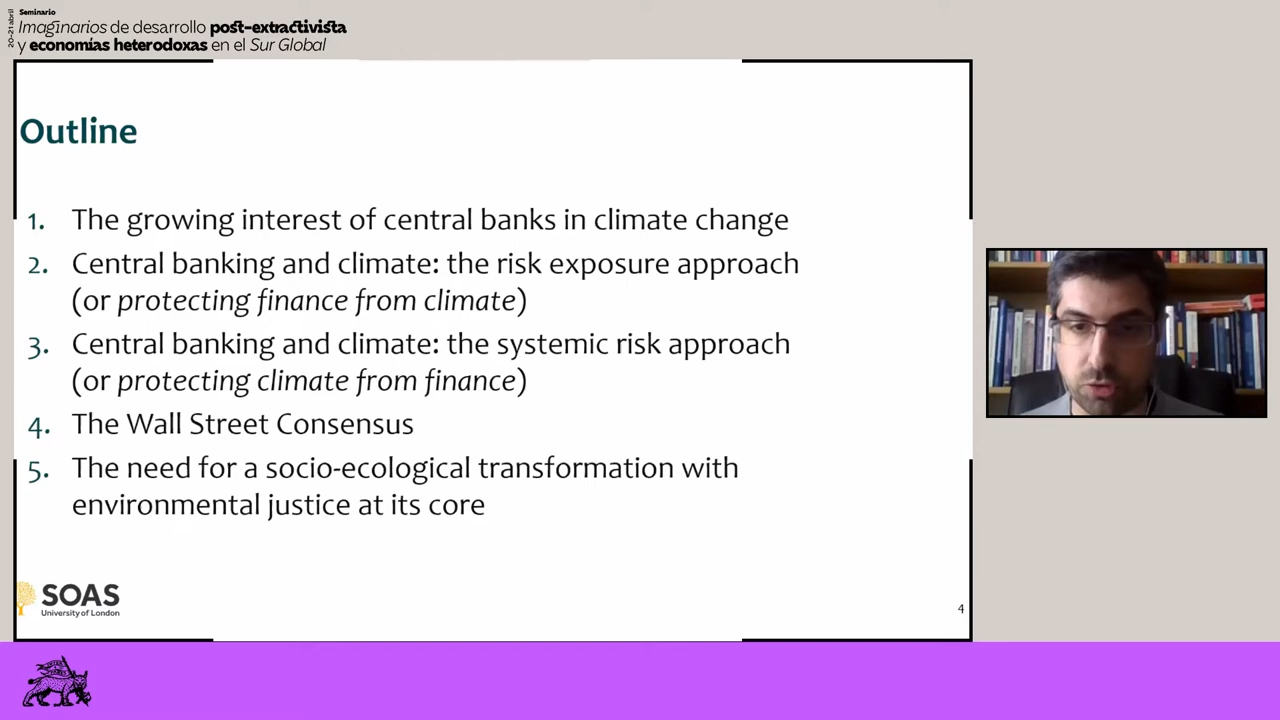 20-21 abril
Seminario
Imaginarios de desarrollo post-extractivista
y economías heterodoxas en el Sur Global
Outline
1. The growing interest of central banks in climate change
2. Central banking and climate: the risk exposure approach
(or protecting finance from climate)
3. Central banking and climate: the systemic risk approach
(or protecting climate from finance)
4. The Wall Street Consensus
5. The need for a socio-ecological transformation with
environmental justice at its core
SOAS
University of London
4